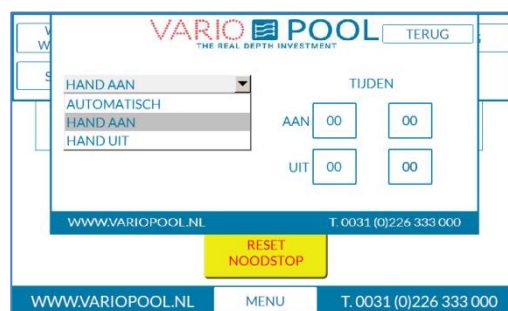 VARIO POOL
THE REAL DEPTH INVESTMENT
TERUG
HAND AAN
AUTOMATISCH
HAND AAN
HAND UIT
TIJDEN
AAN 00 00
UIT 00 00
WWW.VARIOPOOL.NL T. 0031 (0)226 333 000
RESET
NOODSTOP
WWW.VARIOPOOL.NL MENU T. 0031 (0)226 333 000